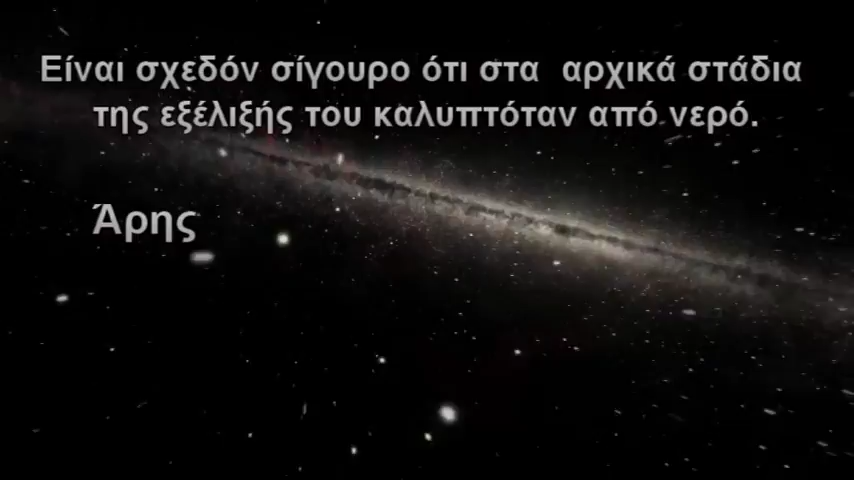 Είναι σχεδόν σίγουρο ότι στα  αρχικά στάδια
της εξέλιξής του καλυπτόταν από νερό.
Άρης